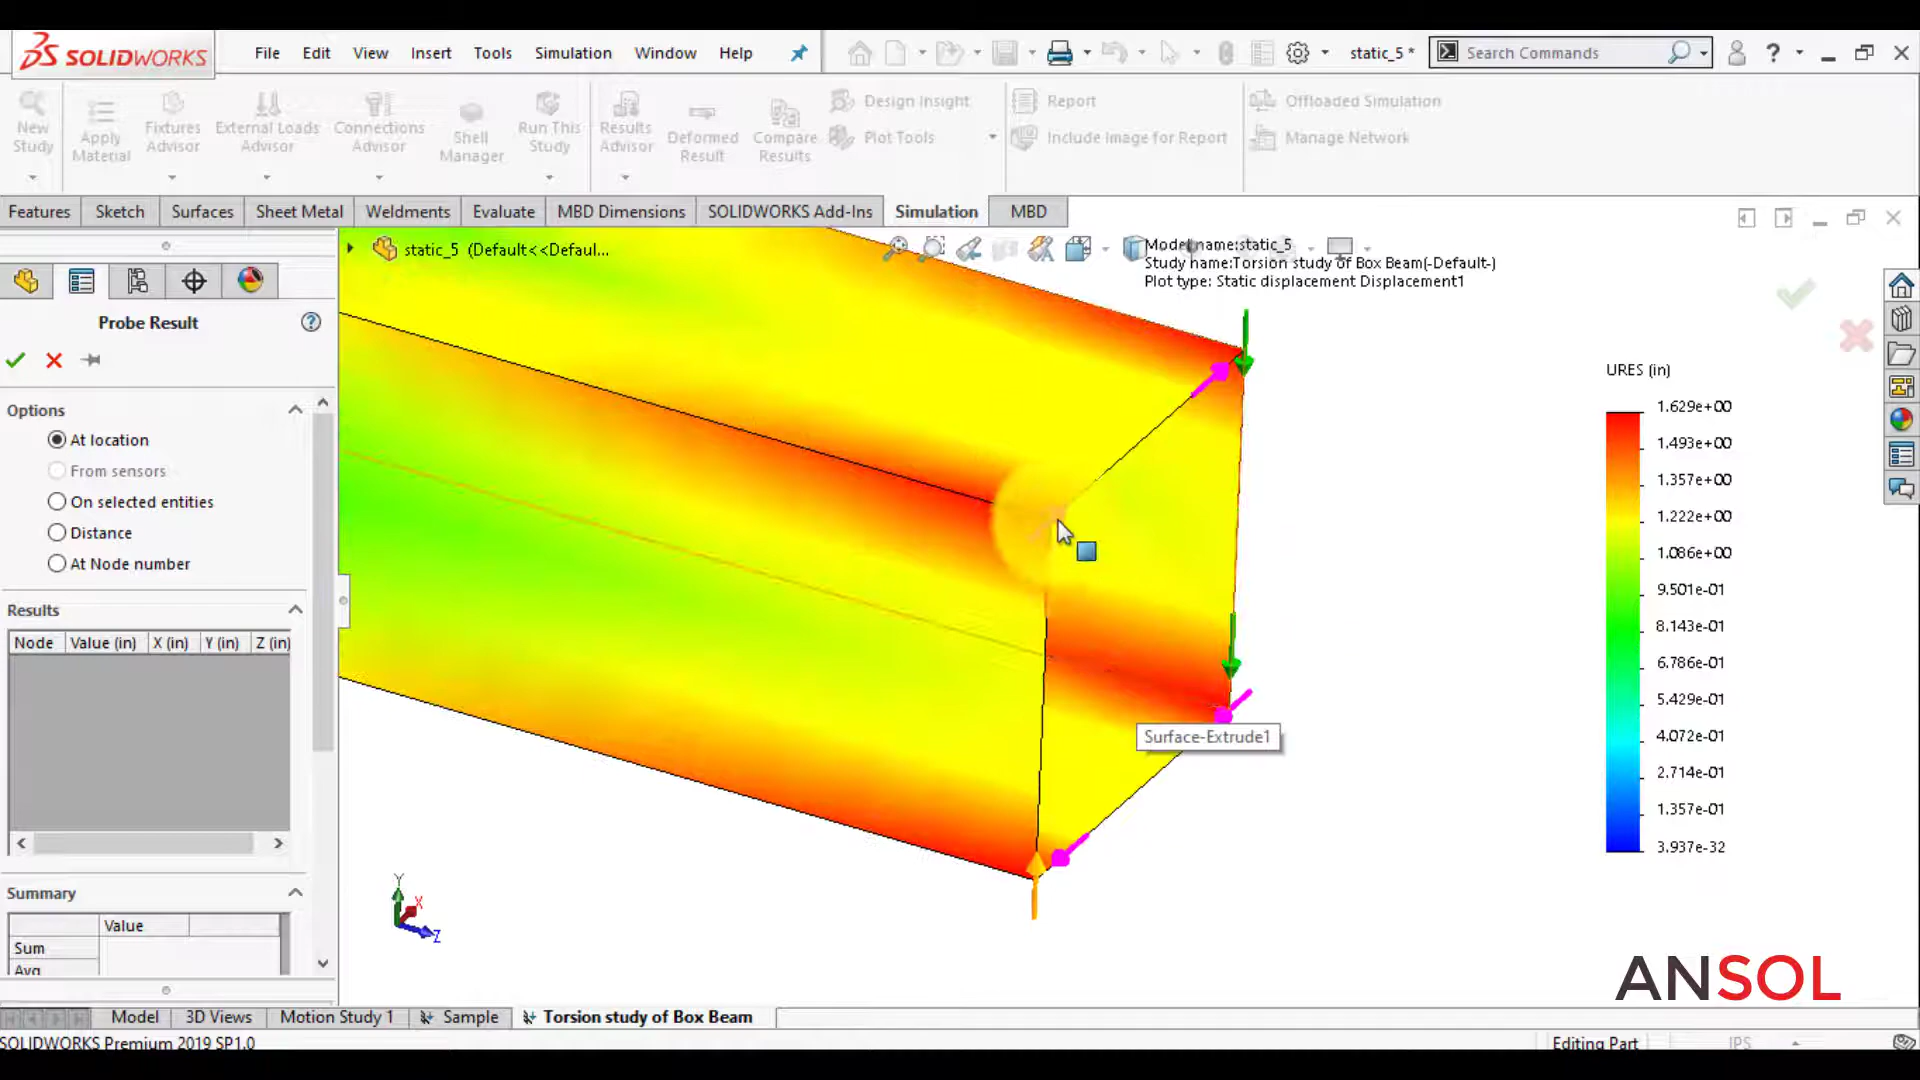 SOLIDWORKS File Edit View Insert Tools Simulation Window Help static_5 * Search Commands ?
New Study
Apply Material
Fixtures Advisor
External Loads Advisor
Connections Advisor
Shell Manager
Run This Study
Results Advisor
Deformed Result
Compare Results
Design Insight
Plot Tools
Report
Include Image for Report
Offloaded Simulation
Manage Network
Features Sketch Surfaces Sheet Metal Weldments Evaluate MBD Dimensions SOLIDWORKS Add-Ins Simulation MBD
static_5 (Default<<Defaul...
Model name:static_5
Study name:Torsion study of Box Beam(-Default-)
Plot type: Static displacement Displacement1
Probe Result ?
Options
At location
From sensors
On selected entities
Distance
At Node number
Results
Node Value (in) X (in) Y (in) Z (in)
Summary
Value
Sum
Avg
URES (in)
1.629e+00
1.493e+00
1.357e+00
1.222e+00
1.086e+00
9.501e-01
8.143e-01
6.786e-01
5.429e-01
4.072e-01
2.714e-01
1.357e-01
3.937e-32
Surface-Extrude1
Y
X
Z
ANSOL
Model 3D Views Motion Study 1 Sample Torsion study of Box Beam
SOLIDWORKS Premium 2019 SP1.0 Editing Part IPS